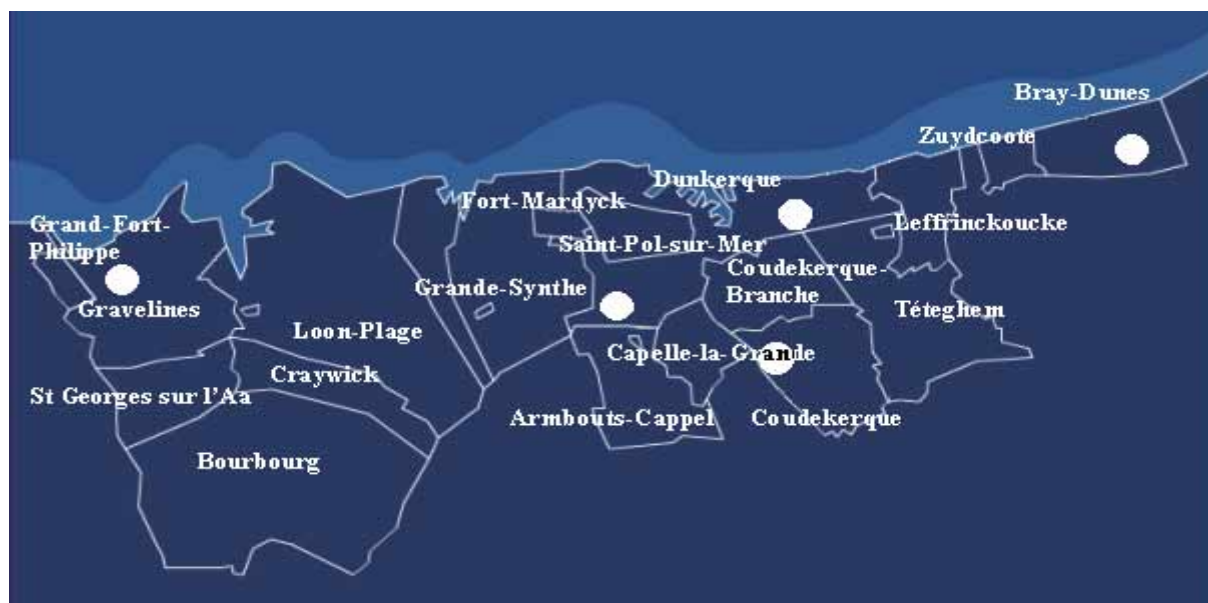 Bray-Dunes
Zuydcoote
Dunkerque
Fort-Mardyck
Grand-Fort-
Philippe
Leffrinckoucke
Saint-Pol-sur-Mer
Coudekerque-
Branche
Grande-Synthe
Gravelines
Téteghem
Loon-Plage
Capelle-la-Grande
Craywick
St Georges sur l'Aa
Armbouts-Cappel
Coudekerque
Bourbourg